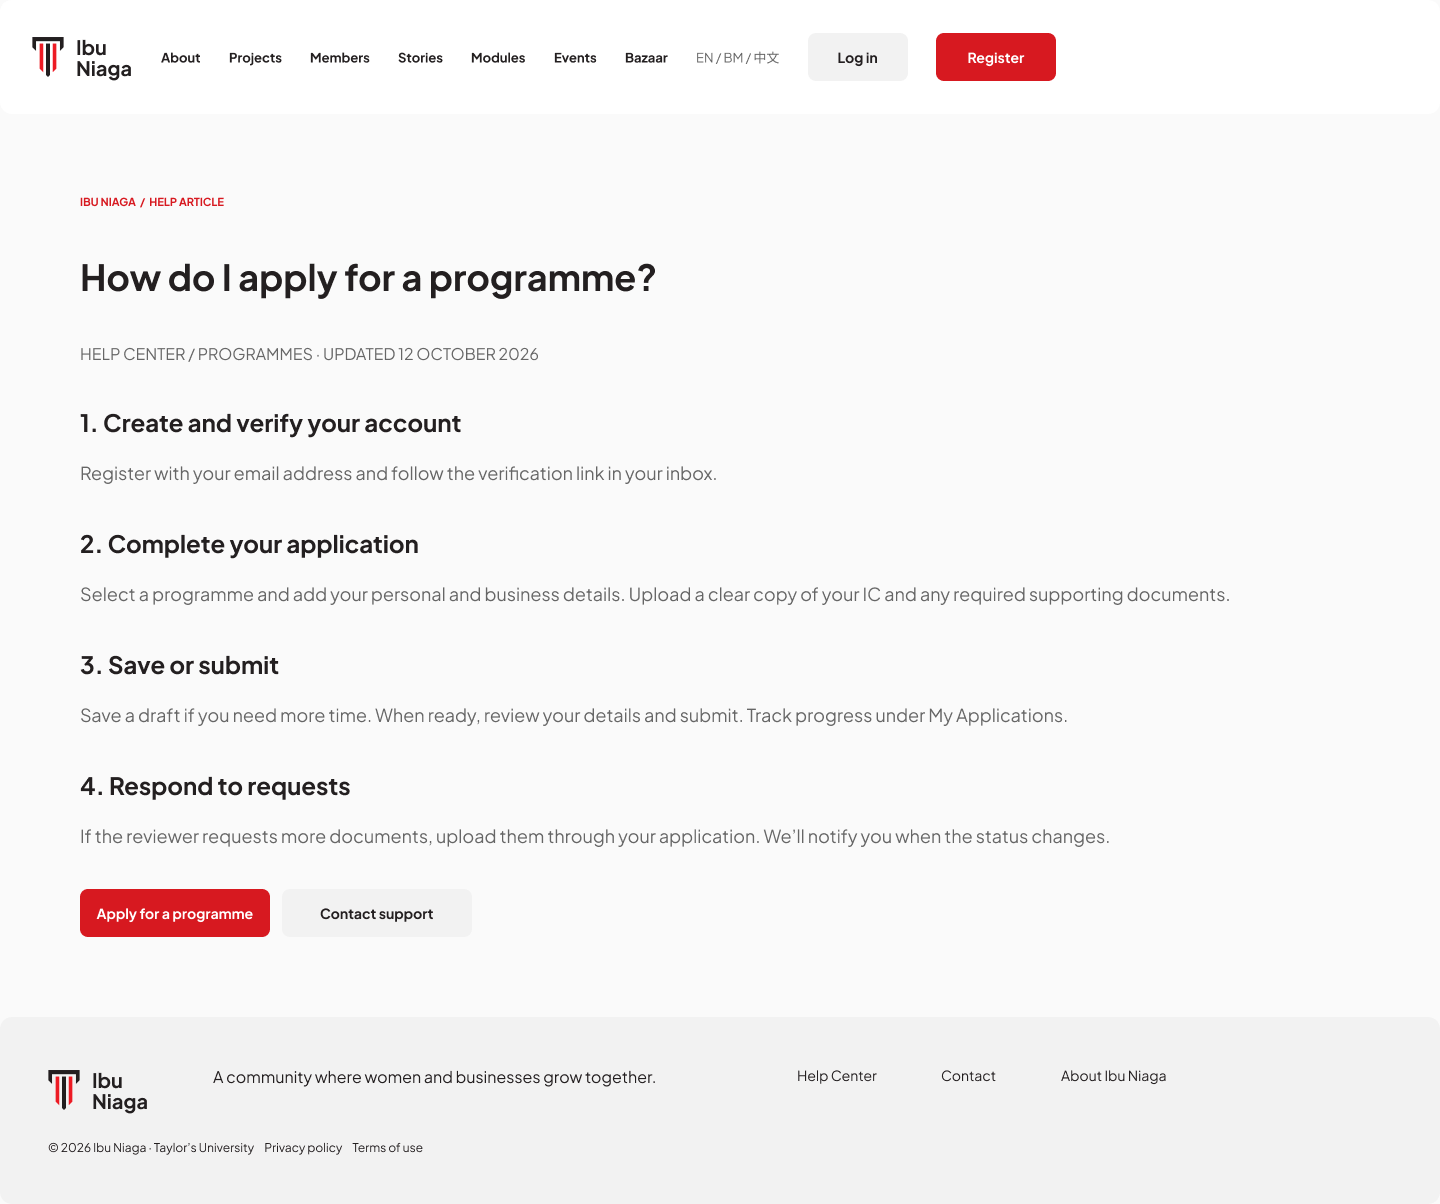 Ibu
Niaga
About Projects Members Stories Modules Events Bazaar EN / BM / 中文 Log in Register
IBU NIAGA / HELP ARTICLE
How do I apply for a programme?
HELP CENTER / PROGRAMMES · UPDATED 12 OCTOBER 2026
1. Create and verify your account
Register with your email address and follow the verification link in your inbox.
2. Complete your application
Select a programme and add your personal and business details. Upload a clear copy of your IC and any required supporting documents.
3. Save or submit
Save a draft if you need more time. When ready, review your details and submit. Track progress under My Applications.
4. Respond to requests
If the reviewer requests more documents, upload them through your application. We’ll notify you when the status changes.
Apply for a programme Contact support
Ibu
Niaga
A community where women and businesses grow together. Help Center Contact About Ibu Niaga
© 2026 Ibu Niaga · Taylor’s University Privacy policy Terms of use